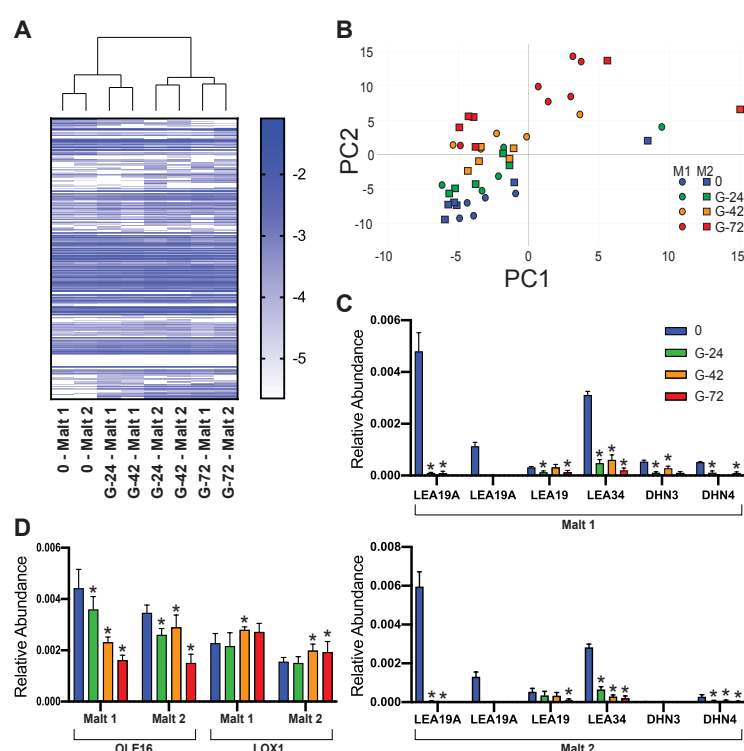 A
-2
-3
-4
-5
0 - Malt 1
0 - Malt 2
G-24 - Malt 1
G-42 - Malt 1
G-24 - Malt 2
G-42 - Malt 2
G-72 - Malt 1
G-72 - Malt 2
B
PC2
15
10
5
0
-5
-10
-10 -5 0 5 10 15
PC1
M1 M2
0
G-24
G-42
G-72
C
Relative Abundance
0.006
0.004
0.002
0.000
0
G-24
G-42
G-72
* * * * * * * * * * * *
LEA19A LEA19A LEA19 LEA34 DHN3 DHN4
Malt 1
Relative Abundance
0.008
0.006
0.004
0.002
0.000
* * * * * * * * *
LEA19A LEA19A LEA19 LEA34 DHN3 DHN4
Malt 2
D
Relative Abundance
0.006
0.004
0.002
0.000
* * * * * * * * *
Malt 1 Malt 2 Malt 1 Malt 2
OLE16 LOX1